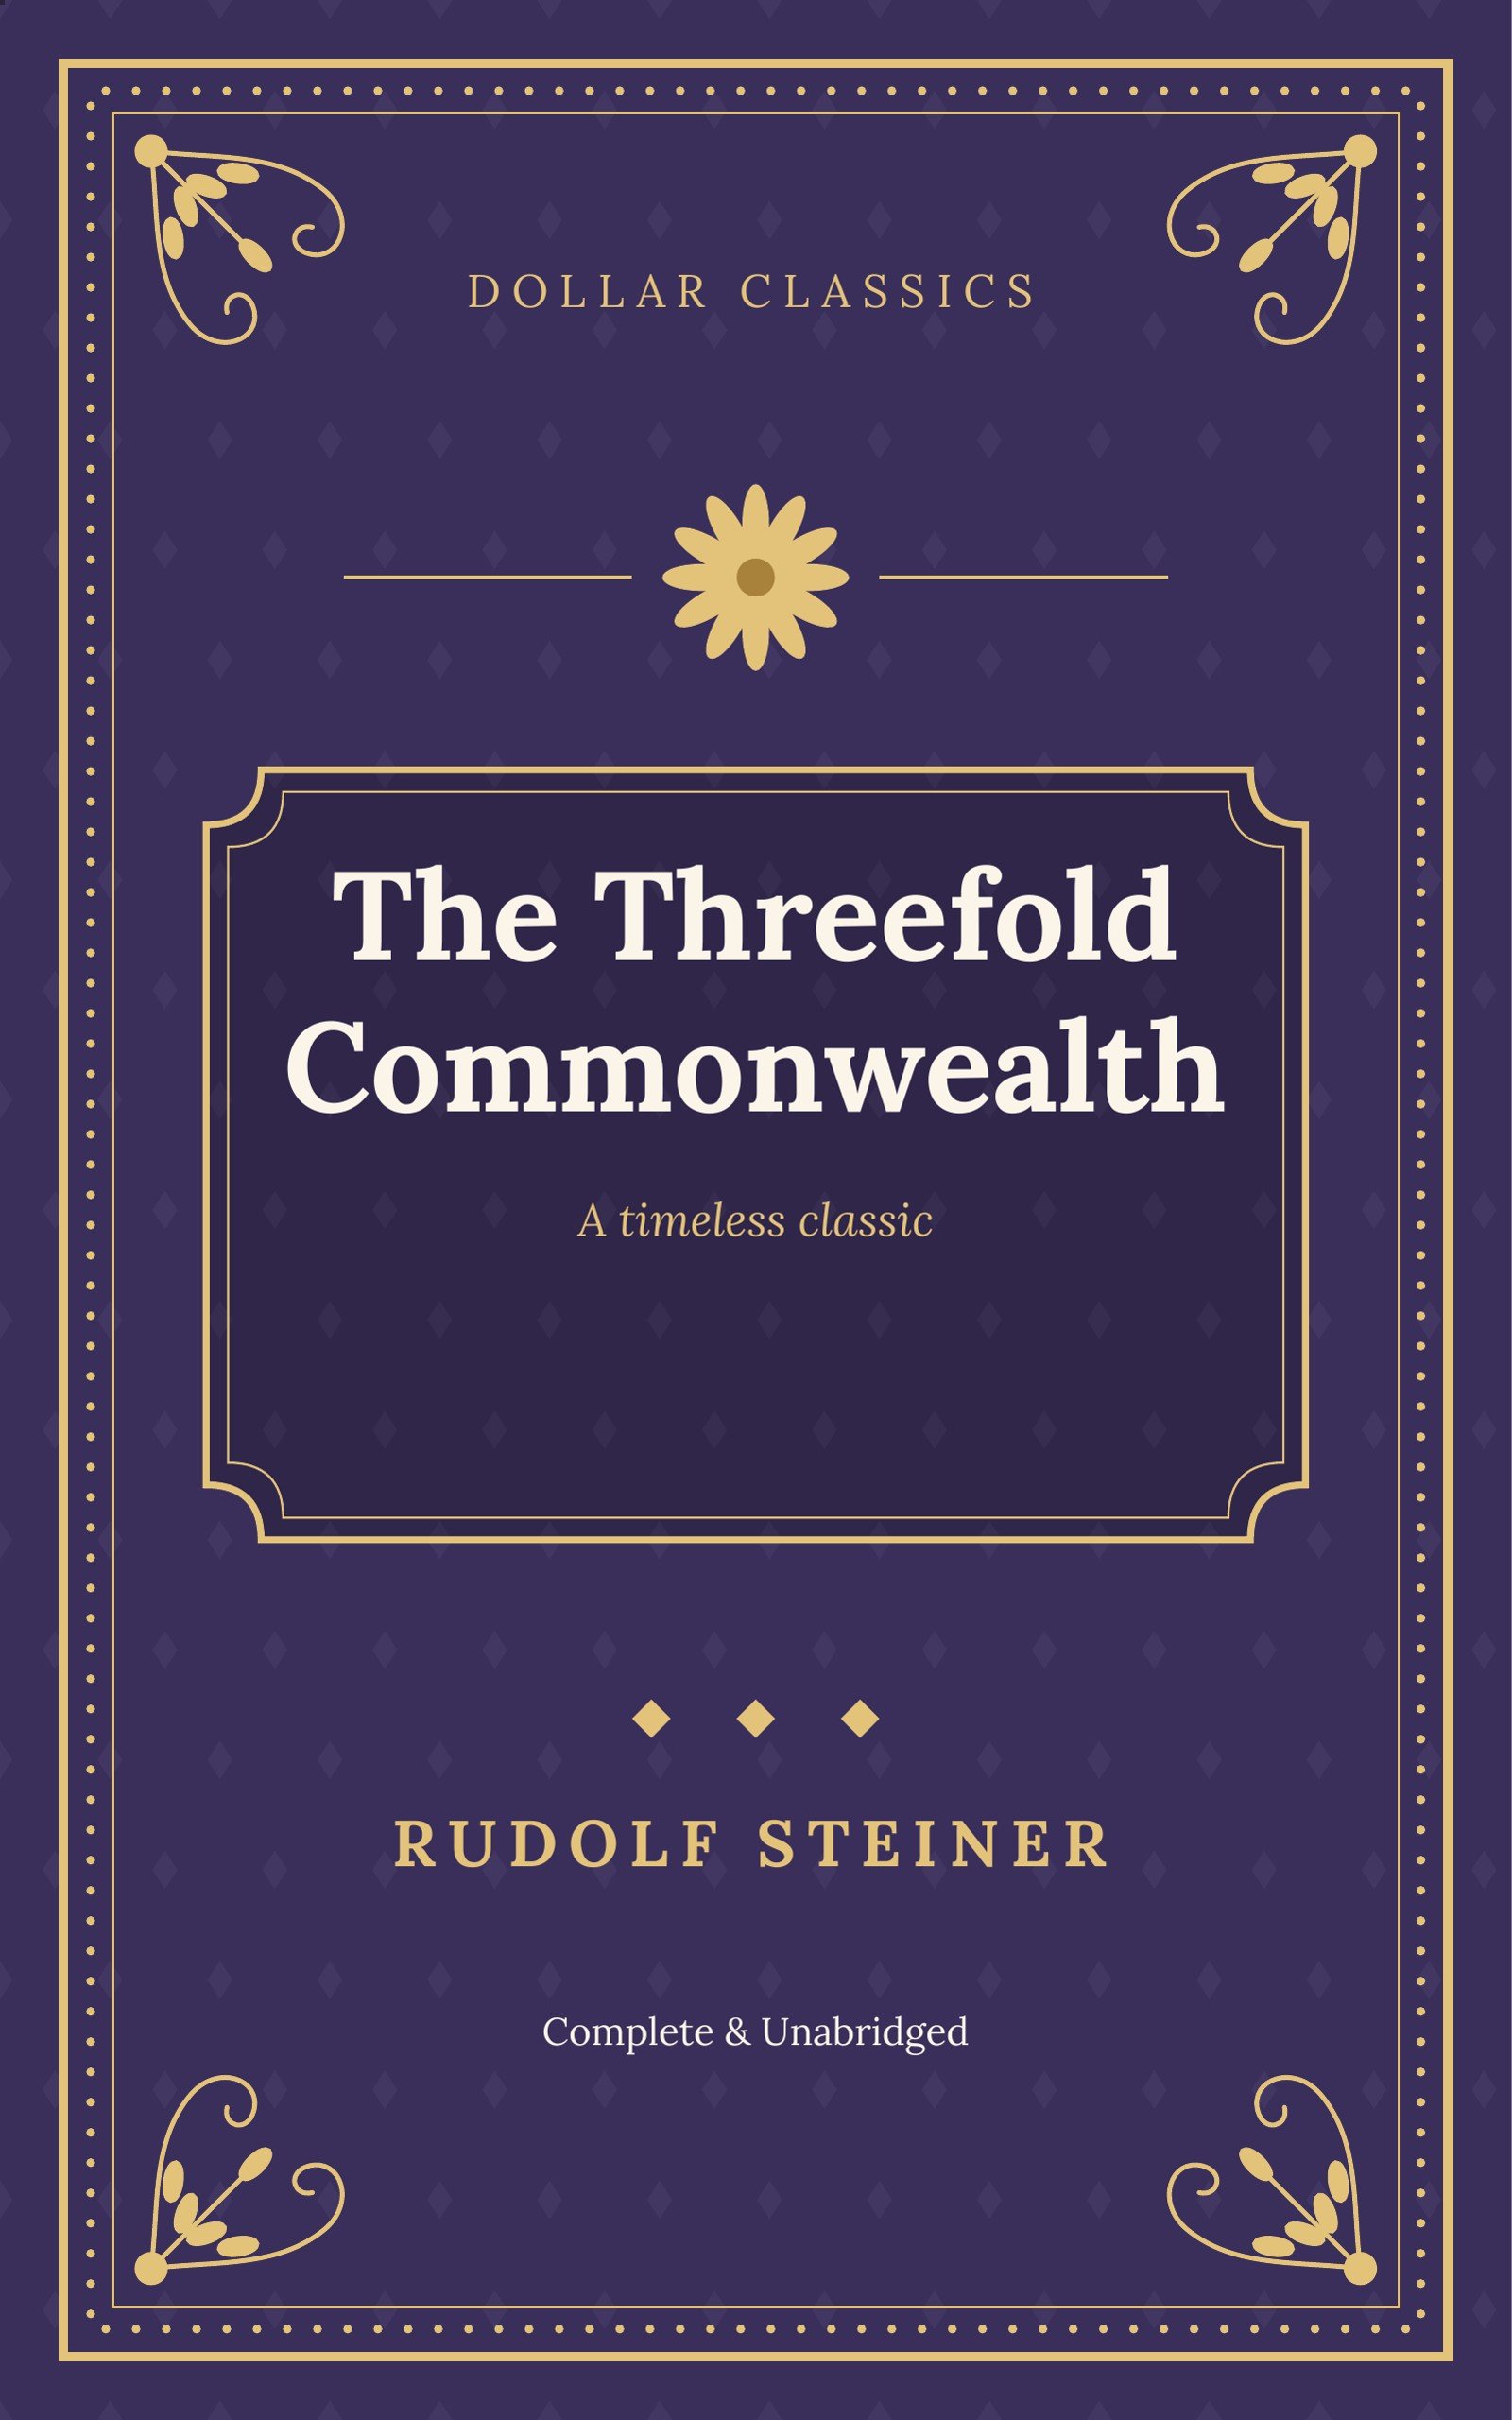 DOLLAR CLASSICS
The Threefold
Commonwealth
A timeless classic
RUDOLF STEINER
Complete & Unabridged